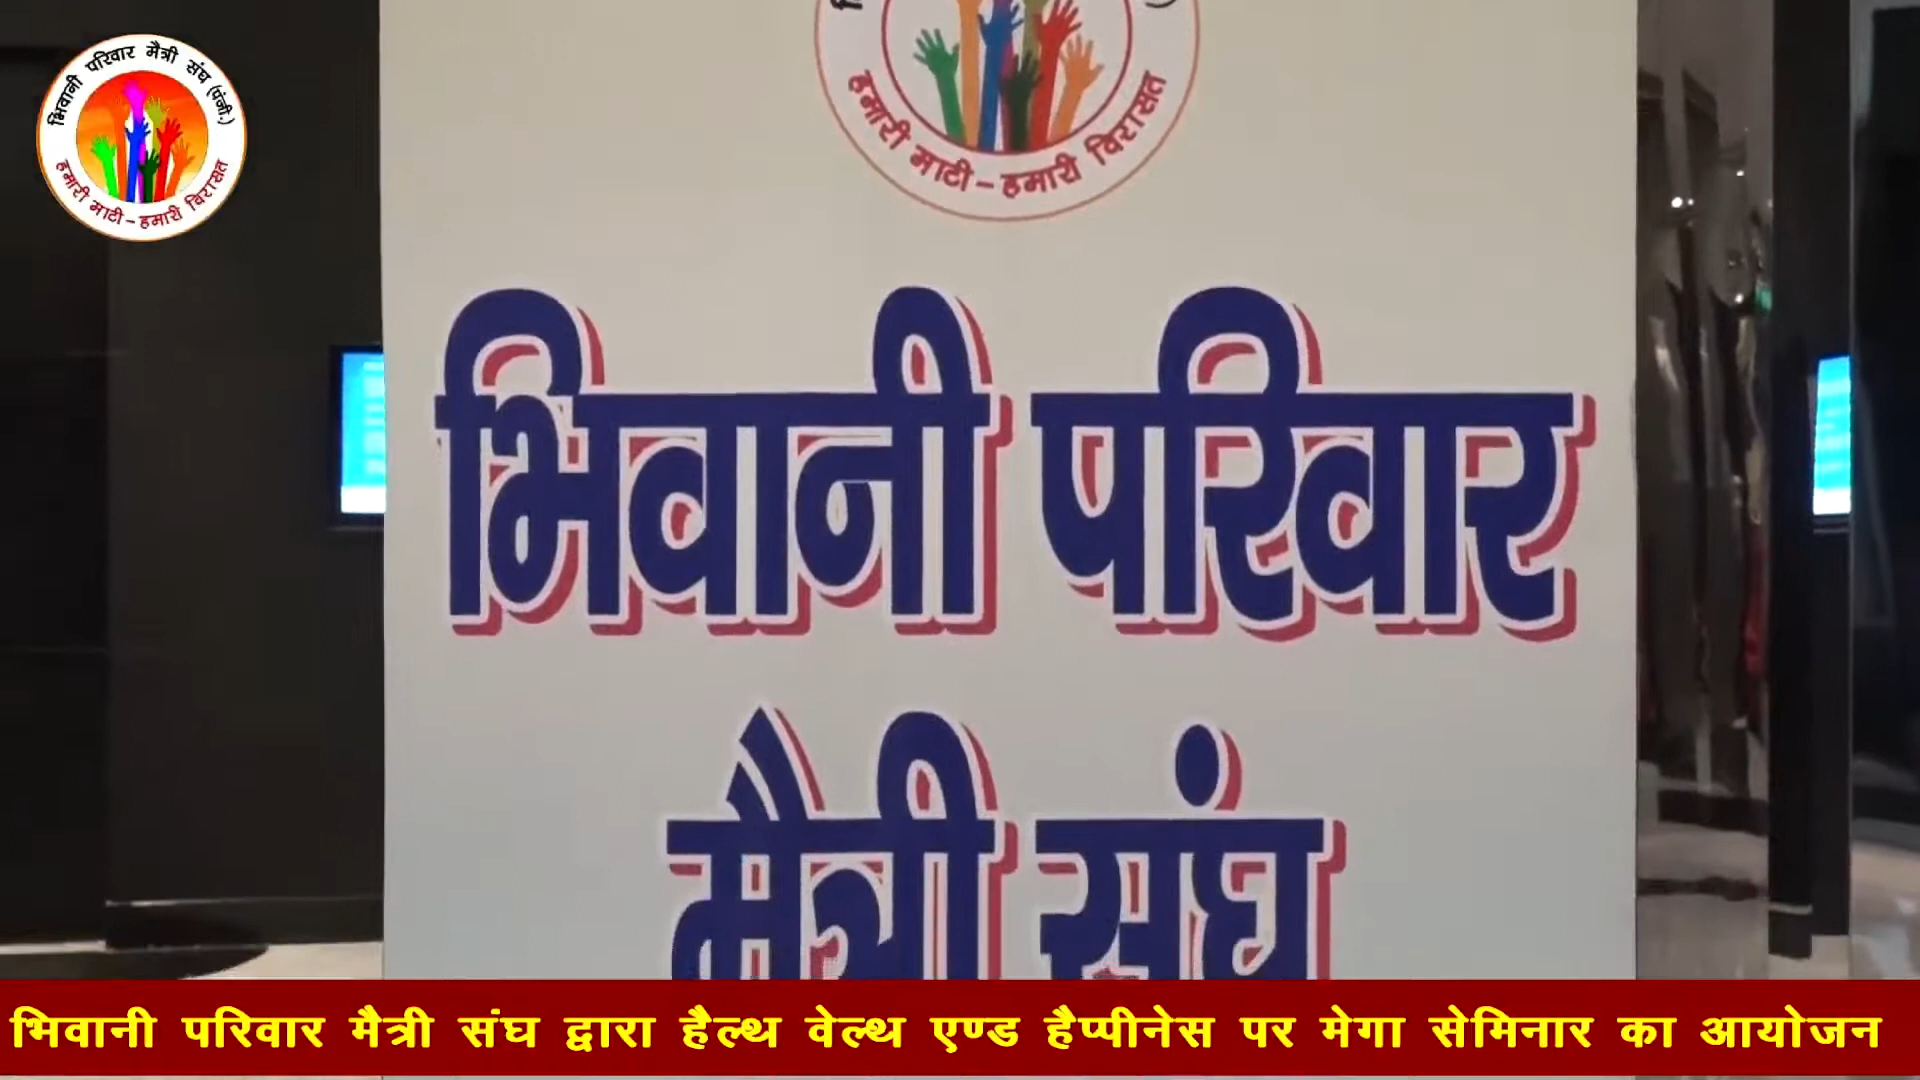 भिवानी परिवार मैत्री संघ (पंजी.)
हमारी माटी - हमारी विरासत
हमारी माटी - हमारी विरासत
भिवानी परिवार
मैत्री संघ
भिवानी परिवार मैत्री संघ द्वारा हैल्थ वेल्थ एण्ड हैप्पीनेस पर मेगा सेमिनार का आयोजन